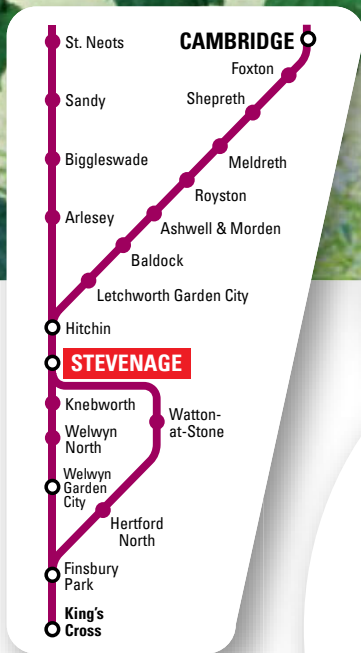 St. Neots
CAMBRIDGE
Foxton
Sandy
Shepreth
Biggleswade
Meldreth
Royston
Arlesey
Ashwell & Morden
Baldock
Letchworth Garden City
Hitchin
STEVENAGE
Knebworth
Watton-
at-Stone
Welwyn
North
Welwyn
Garden
City
Hertford
North
Finsbury
Park
King's
Cross